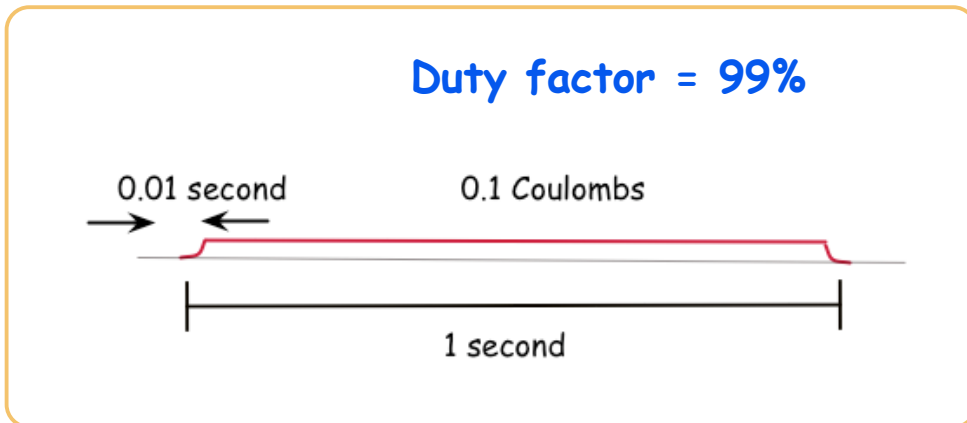 Duty factor = 99%
0.01 second
0.1 Coulombs
1 second